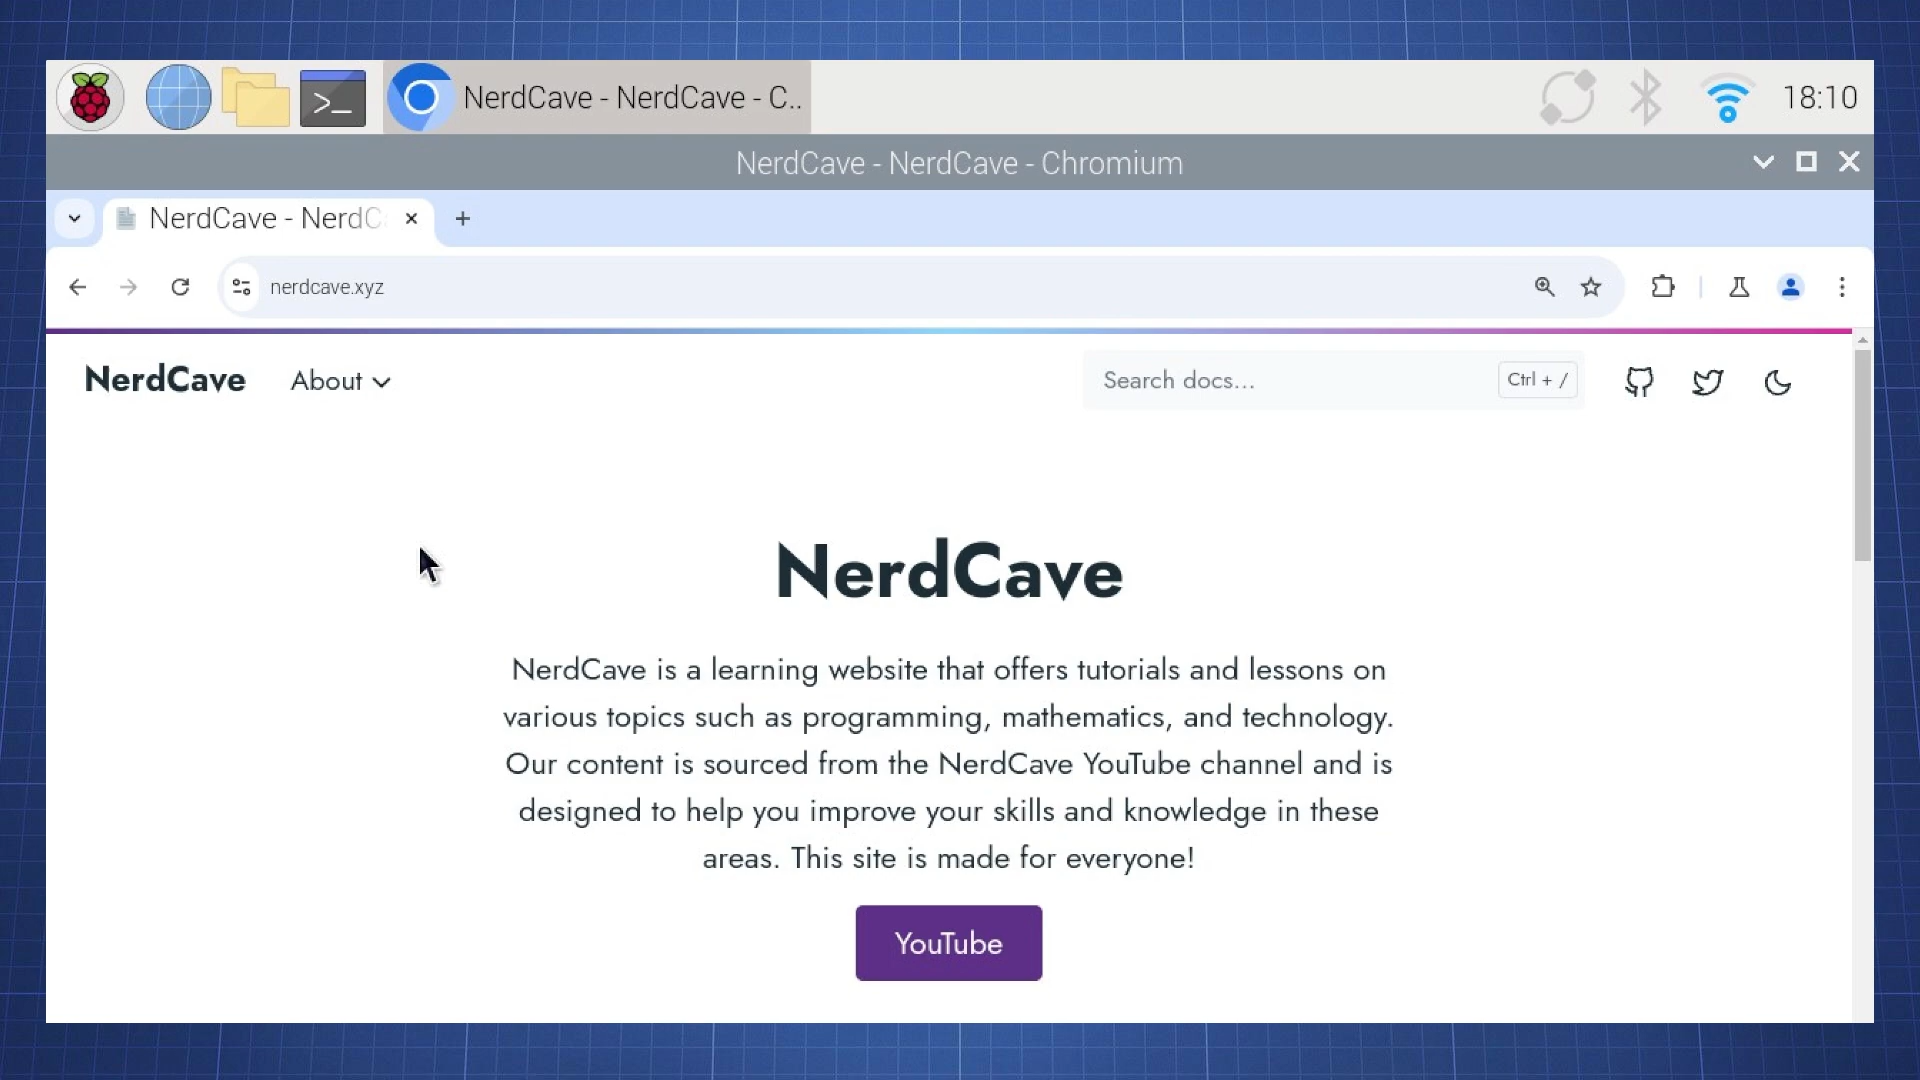 >_
NerdCave - NerdCave - C..
18:10
NerdCave - NerdCave - Chromium
NerdCave - NerdC
nerdcave.xyz
NerdCave
About
Search docs...
Ctrl + /
NerdCave
NerdCave is a learning website that offers tutorials and lessons on
various topics such as programming, mathematics, and technology.
Our content is sourced from the NerdCave YouTube channel and is
designed to help you improve your skills and knowledge in these
areas. This site is made for everyone!
YouTube